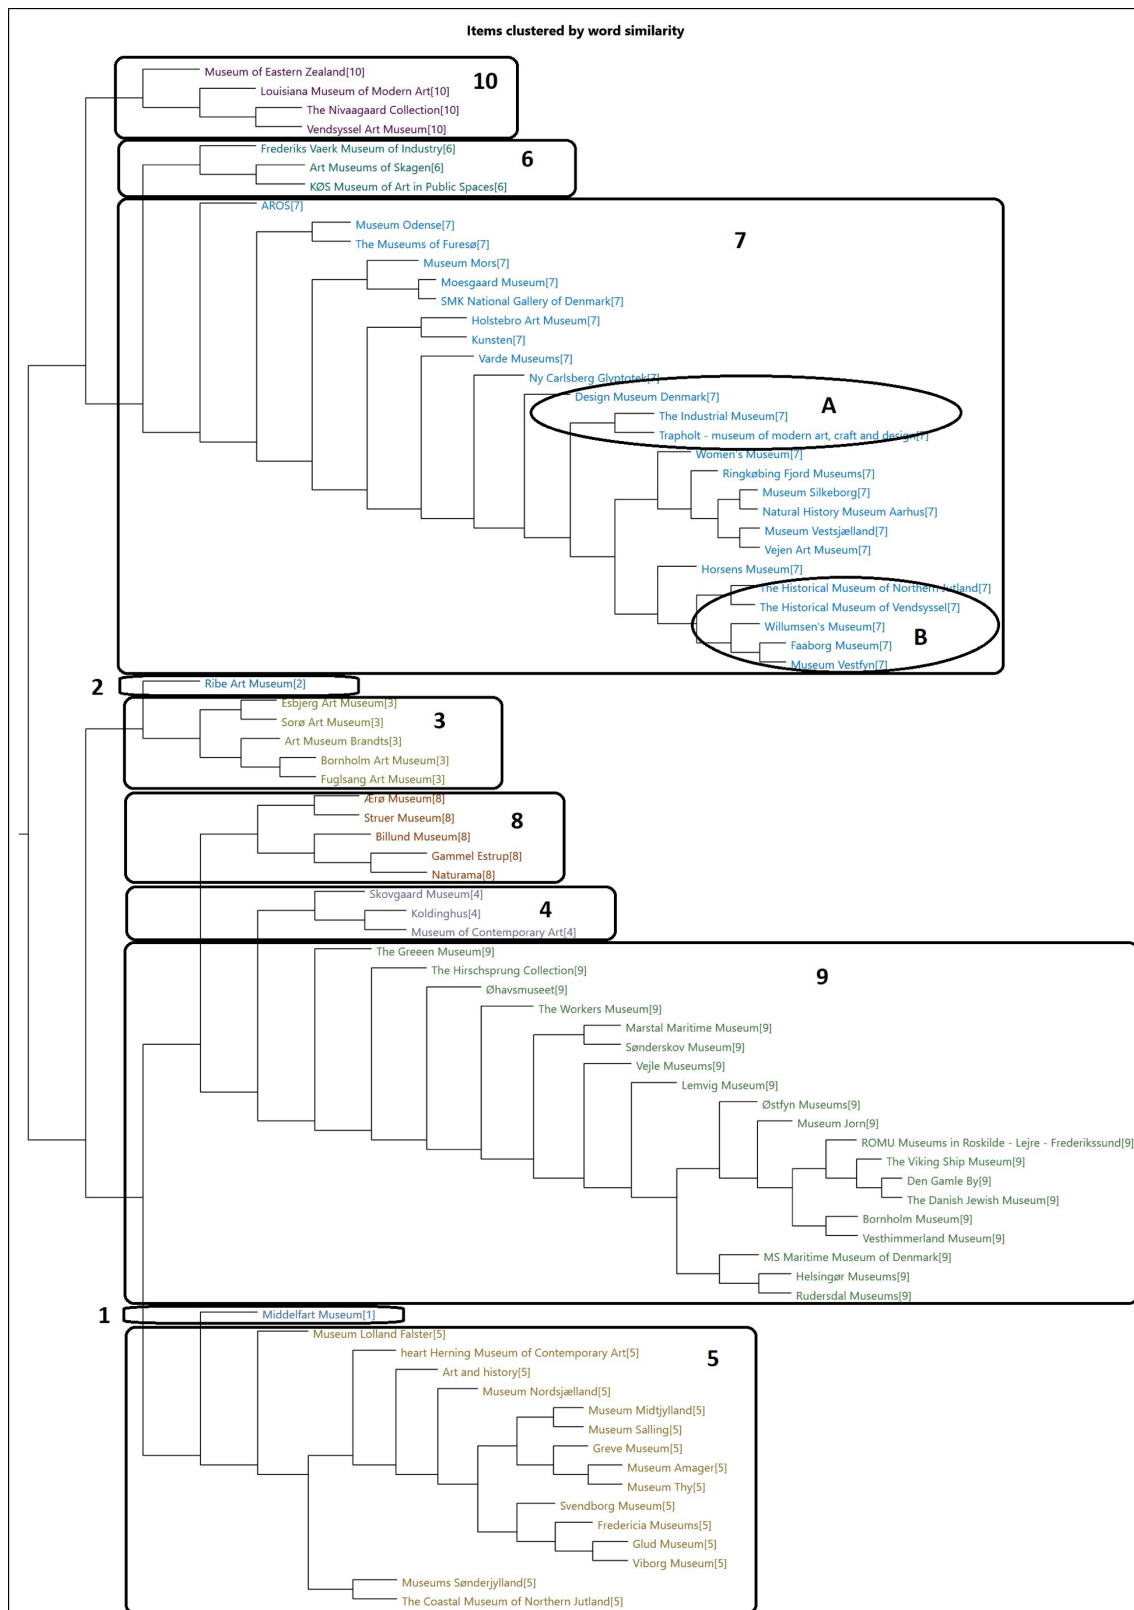 Items clustered by word similarity
10
Museum of Eastern Zealand[10]
Louisiana Museum of Modern Art[10]
The Nivaagaard Collection[10]
Vendsyssel Art Museum[10]
6
Frederiks Vaerk Museum of Industry[6]
Art Museums of Skagen[6]
KØS Museum of Art in Public Spaces[6]
7
AROS[7]
Museum Odense[7]
The Museums of Furesø[7]
Museum Mors[7]
Moesgaard Museum[7]
SMK National Gallery of Denmark[7]
Holstebro Art Museum[7]
Kunsten[7]
Varde Museums[7]
Ny Carlsberg Glyptotek[7]
Design Museum Denmark[7]
A
The Industrial Museum[7]
Trapholt - museum of modern art, craft and design[7]
Women's Museum[7]
Ringkøbing Fjord Museums[7]
Museum Silkeborg[7]
Natural History Museum Aarhus[7]
Museum Vestsjælland[7]
Vejen Art Museum[7]
Horsens Museum[7]
The Historical Museum of Northern Jutland[7]
The Historical Museum of Vendsyssel[7]
Willumsen's Museum[7]
B
Faaborg Museum[7]
Museum Vestfyn[7]
2
Ribe Art Museum[2]
Esbjerg Art Museum[3]
3
Sorø Art Museum[3]
Art Museum Brandts[3]
Bornholm Art Museum[3]
Fuglsang Art Museum[3]
Ærø Museum[8]
8
Struer Museum[8]
Billund Museum[8]
Gammel Estrup[8]
Naturama[8]
Skovgaard Museum[4]
4
Koldinghus[4]
Museum of Contemporary Art[4]
The Greeen Museum[9]
9
The Hirschsprung Collection[9]
Øhavsmuseet[9]
The Workers Museum[9]
Marstal Maritime Museum[9]
Sønderskov Museum[9]
Vejle Museums[9]
Lemvig Museum[9]
Østfyn Museums[9]
Museum Jorn[9]
ROMU Museums in Roskilde - Lejre - Frederikssund[9]
The Viking Ship Museum[9]
Den Gamle By[9]
The Danish Jewish Museum[9]
Bornholm Museum[9]
Vesthimmerland Museum[9]
MS Maritime Museum of Denmark[9]
Helsingør Museums[9]
Rudersdal Museums[9]
1
Middelfart Museum[1]
Museum Lolland Falster[5]
5
heart Herning Museum of Contemporary Art[5]
Art and history[5]
Museum Nordsjælland[5]
Museum Midtjylland[5]
Museum Salling[5]
Greve Museum[5]
Museum Amager[5]
Museum Thy[5]
Svendborg Museum[5]
Fredericia Museums[5]
Glud Museum[5]
Viborg Museum[5]
Museums Sønderjylland[5]
The Coastal Museum of Northern Jutland[5]